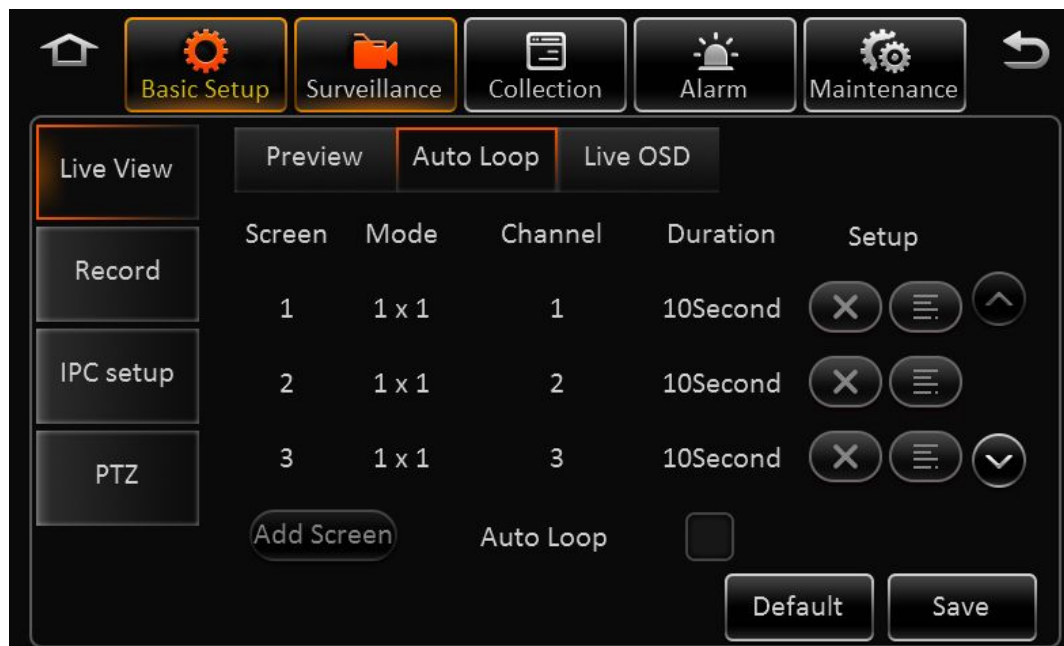 Basic Setup Surveillance Collection Alarm Maintenance
Live View
Record
IPC setup
PTZ
Preview Auto Loop Live OSD
Screen Mode Channel Duration Setup
1 1 x 1 1 10Second
2 1 x 1 2 10Second
3 1 x 1 3 10Second
Add Screen Auto Loop
Default Save